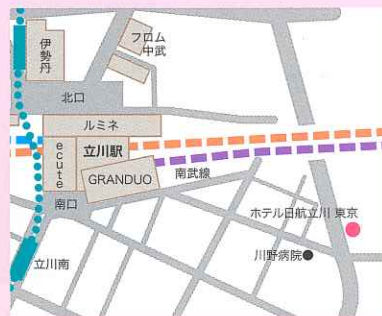 伊勢丹
フロム
中武
北口
ルミネ
ecute
立川駅
GRANDUO
南武線
南口
ホテル日航立川 東京
立川南
川野病院